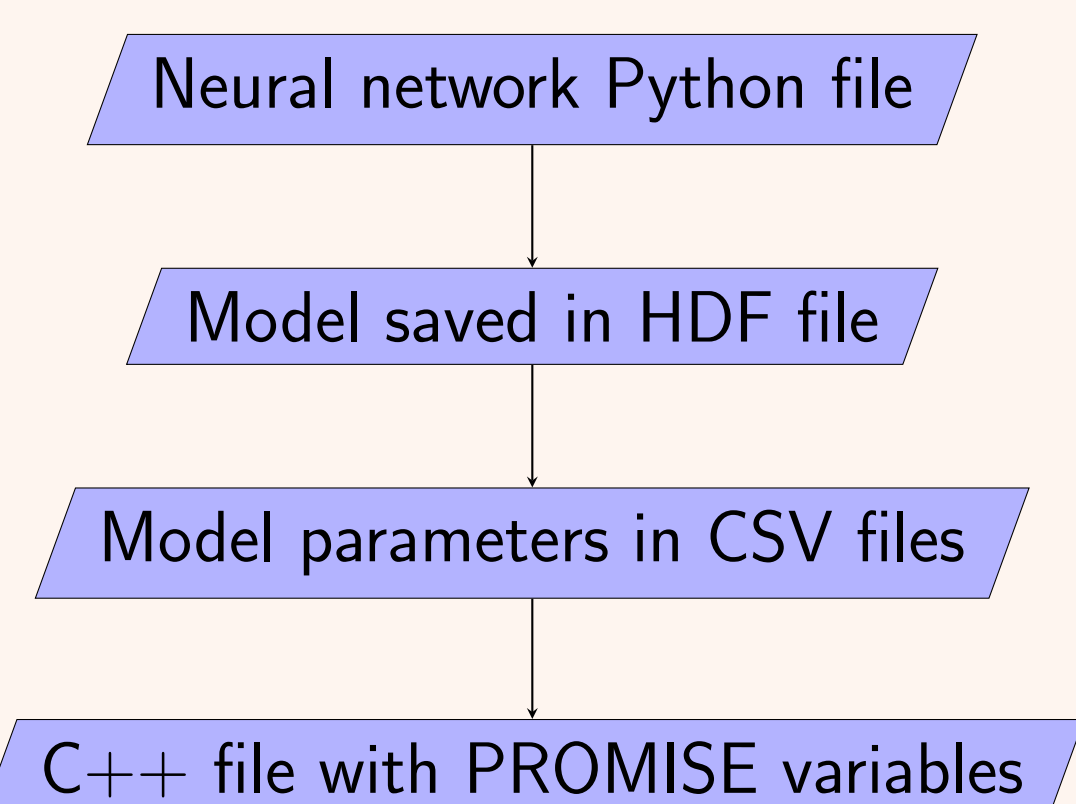 Neural network Python file
Model saved in HDF file
Model parameters in CSV files
C++ file with PROMISE variables